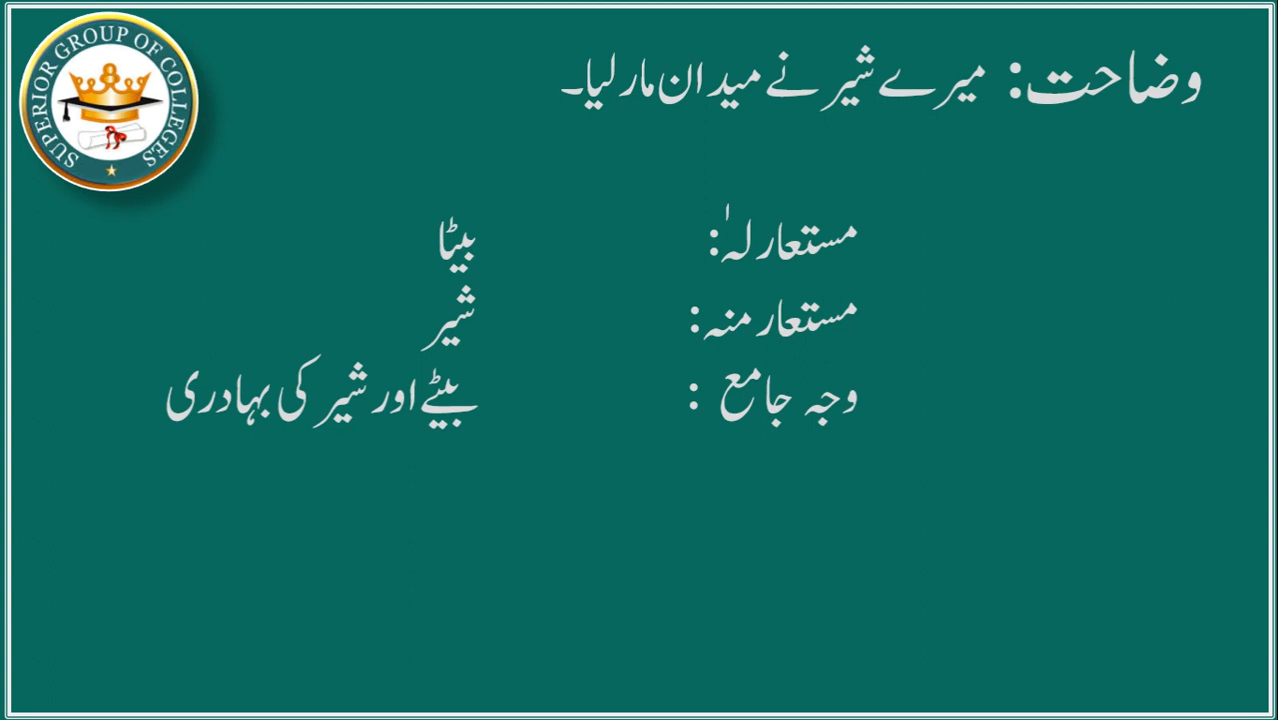 SUPERIOR GROUP OF COLLEGES
وضاحت: میرے شیر نے میدان مار لیا۔
مستعار لہٰ: بیٹا
مستعار منہ: شیر
وجہ جامع : بیٹے اور شیر کی بہادری